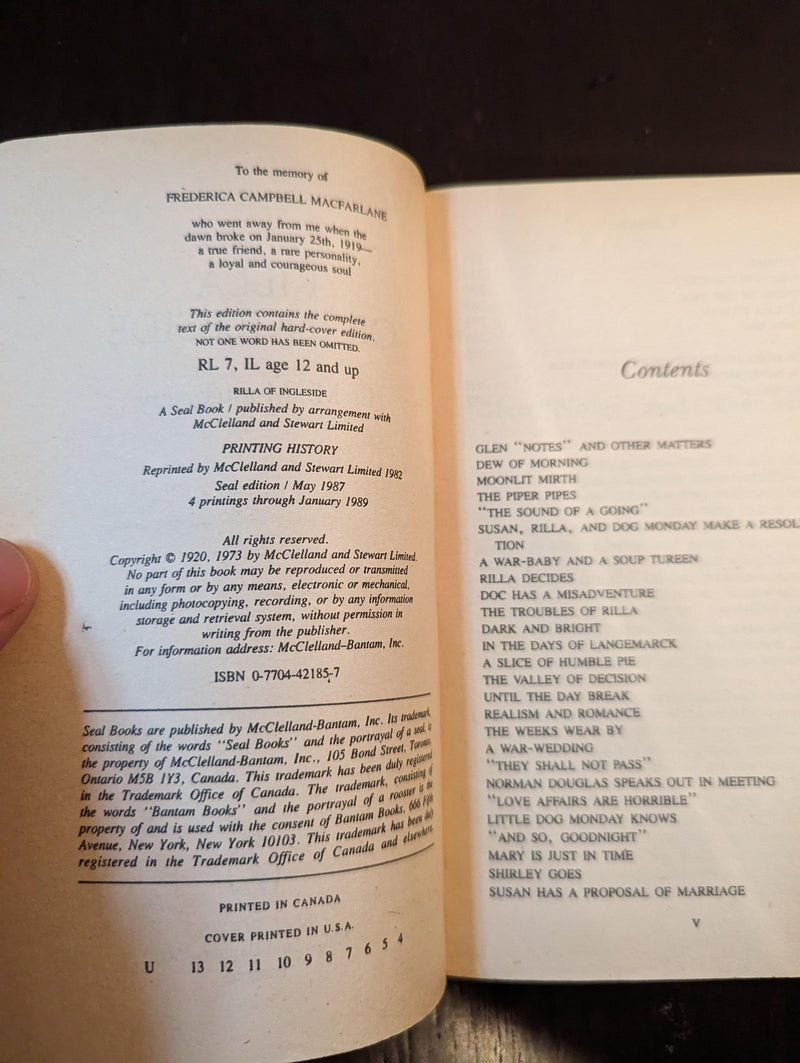 To the memory of
FREDERICA CAMPBELL MACFARLANE
who went away from me when the
dawn broke on January 25th, 1919—
a true friend, a rare personality,
a loyal and courageous soul
This edition contains the complete
text of the original hard-cover edition.
NOT ONE WORD HAS BEEN OMITTED.
RL 7, IL age 12 and up
RILLA OF INGLESIDE
A Seal Book / published by arrangement with
McClelland and Stewart Limited
PRINTING HISTORY
Reprinted by McClelland and Stewart Limited 1982
Seal edition / May 1987
4 printings through January 1989
All rights reserved.
Copyright © 1920, 1973 by McClelland and Stewart Limited.
No part of this book may be reproduced or transmitted
in any form or by any means, electronic or mechanical,
including photocopying, recording, or by any information
storage and retrieval system, without permission in
writing from the publisher.
For information address: McClelland–Bantam, Inc.
ISBN 0-7704-42185-7
Seal Books are published by McClelland-Bantam, Inc. Its trademark,
consisting of the words "Seal Books" and the portrayal of a seal, is
the property of McClelland-Bantam, Inc., 105 Bond Street, Toronto,
Ontario M5B 1Y3, Canada. This trademark has been duly registered
in the Trademark Office of Canada. The trademark, consisting of
the words "Bantam Books" and the portrayal of a rooster is the
property of and is used with the consent of Bantam Books, 666 Fifth
Avenue, New York, New York 10103. This trademark has been duly
registered in the Trademark Office of Canada and elsewhere.
PRINTED IN CANADA
COVER PRINTED IN U.S.A.
U 13 12 11 10 9 8 7 6 5 4
Contents
GLEN "NOTES" AND OTHER MATTERS
DEW OF MORNING
MOONLIT MIRTH
THE PIPER PIPES
"THE SOUND OF A GOING"
SUSAN, RILLA, AND DOG MONDAY MAKE A RESOL
TION
A WAR-BABY AND A SOUP TUREEN
RILLA DECIDES
DOC HAS A MISADVENTURE
THE TROUBLES OF RILLA
DARK AND BRIGHT
IN THE DAYS OF LANGEMARCK
A SLICE OF HUMBLE PIE
THE VALLEY OF DECISION
UNTIL THE DAY BREAK
REALISM AND ROMANCE
THE WEEKS WEAR BY
A WAR-WEDDING
"THEY SHALL NOT PASS"
NORMAN DOUGLAS SPEAKS OUT IN MEETING
"LOVE AFFAIRS ARE HORRIBLE"
LITTLE DOG MONDAY KNOWS
"AND SO, GOODNIGHT"
MARY IS JUST IN TIME
SHIRLEY GOES
SUSAN HAS A PROPOSAL OF MARRIAGE
V